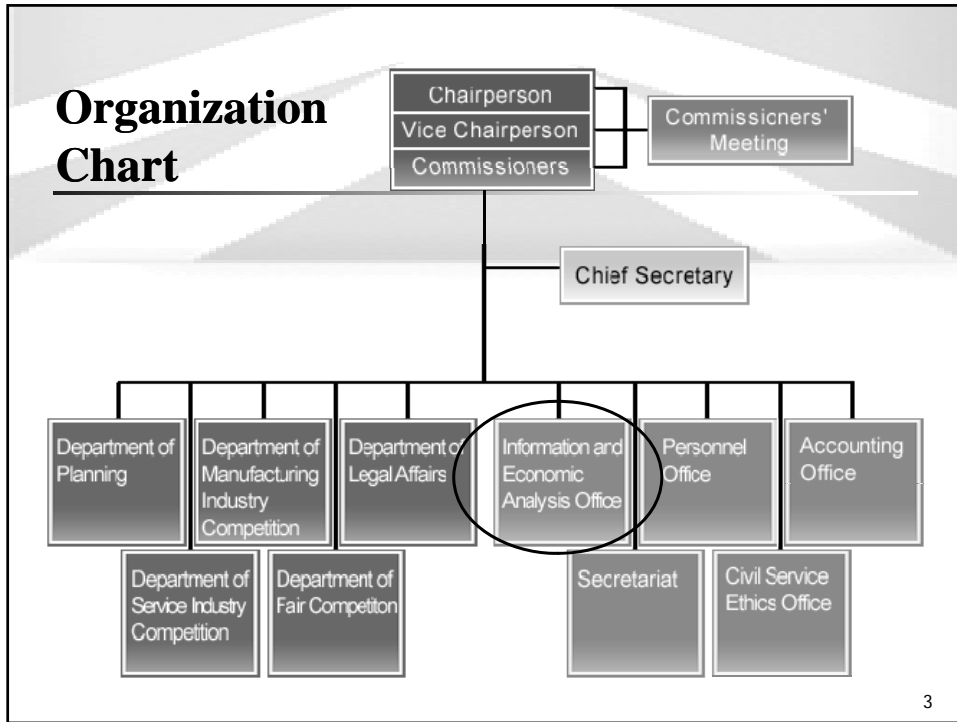 Organization
Chart
Chairperson
Vice Chairperson
Commissioners
Commissioners'
Meeting
Chief Secretary
Department of
Planning
Department of
Manufacturing
Industry
Competition
Department of
Legal Affairs
Information and
Economic
Analysis Office
Personnel
Office
Accounting
Office
Department of
Service Industry
Competition
Department of
Fair Competiton
Secretariat
Civil Service
Ethics Office
3